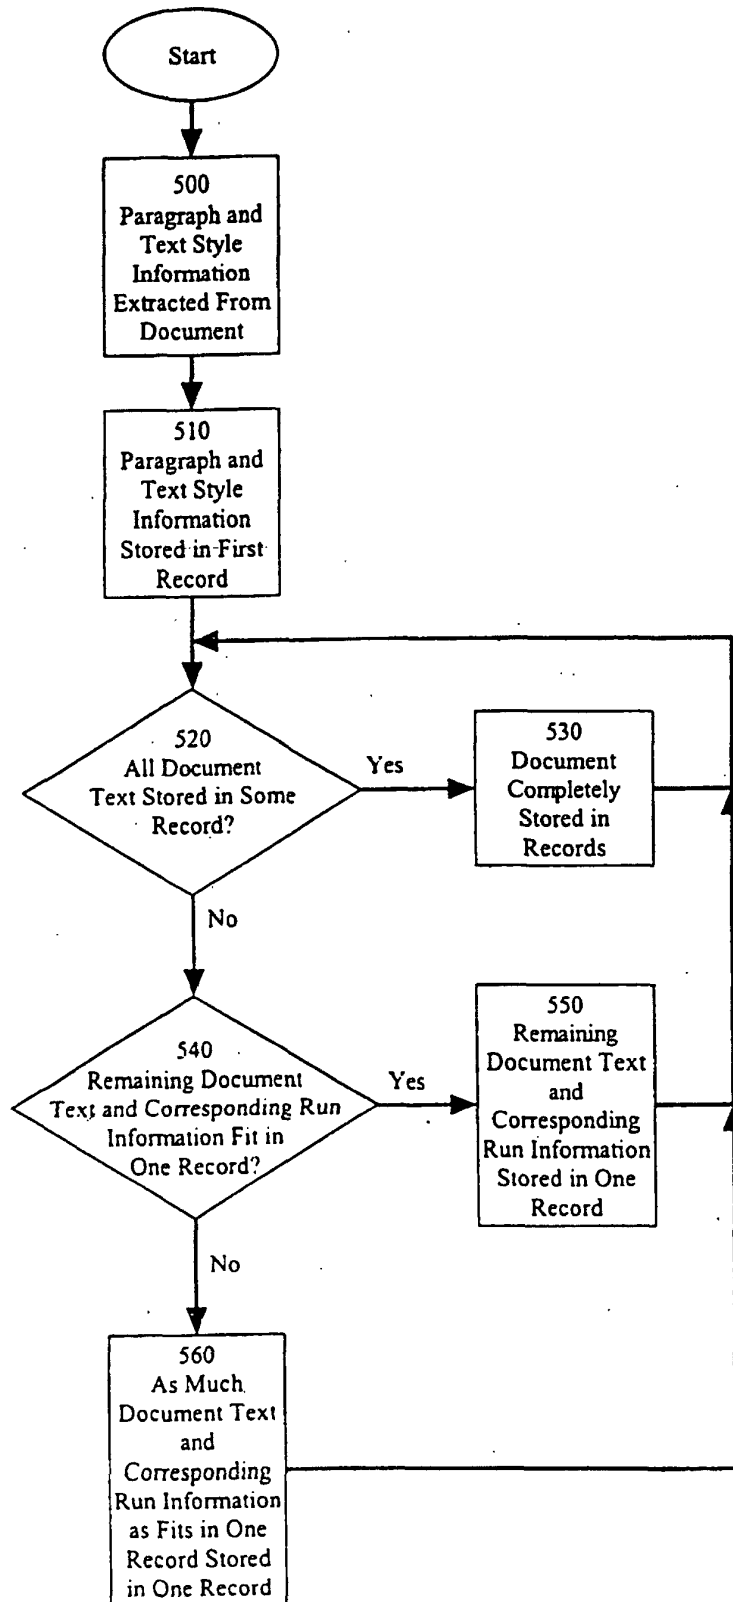 Start
500
Paragraph and
Text Style
Information
Extracted From
Document
510
Paragraph and
Text Style
Information
Stored in First
Record
520
All Document
Text Stored in Some
Record?
Yes
530
Document
Completely
Stored in
Records
No
540
Remaining Document
Text and Corresponding Run
Information Fit in
One Record?
Yes
550
Remaining
Document Text
and
Corresponding
Run Information
Stored in One
Record
No
560
As Much
Document Text
and
Corresponding
Run Information
as Fits in One
Record Stored
in One Record